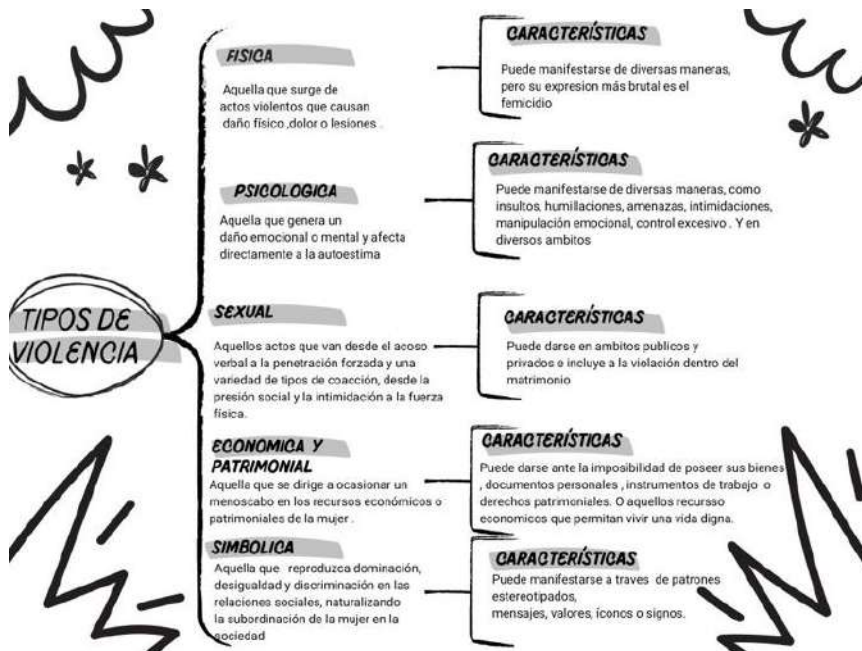 TIPOS DE
VIOLENCIA
FISICA
Aquella que surge de
actos violentos que causan
daño físico ,dolor o lesiones .
CARACTERÍSTICAS
Puede manifestarse de diversas maneras,
pero su expresion más brutal es el
femicidio
PSICOLOGICA
Aquella que genera un
daño emocional o mental y afecta
directamente a la autoestima
CARACTERÍSTICAS
Puede manifestarse de diversas maneras, como
insultos, humillaciones, amenazas, intimidaciones,
manipulación emocional, control excesivo . Y en
diversos ambitos
SEXUAL
Aquellos actos que van desde el acoso
verbal a la penetración forzada y una
variedad de tipos de coacción, desde la
presión social y la intimidación a la fuerza
física.
CARACTERÍSTICAS
Puede darse en ambitos publicos y
privados e incluye a la violación dentro del
matrimonio
ECONOMICA Y
PATRIMONIAL
Aquella que se dirige a ocasionar un
menoscabo en los recursos económicos o
patrimoniales de la mujer .
CARACTERÍSTICAS
Puede darse ante la imposibilidad de poseer sus bienes
, documentos personales , instrumentos de trabajo o
derechos patrimoniales. O aquellos recursso
economicos que permitan vivir una vida digna.
SIMBOLICA
Aquella que reproduzca dominación,
desigualdad y discriminación en las
relaciones sociales, naturalizando
la subordinación de la mujer en la
sociedad
CARACTERÍSTICAS
Puede manifestarse a traves de patrones
estereotipados,
mensajes, valores, íconos o signos.